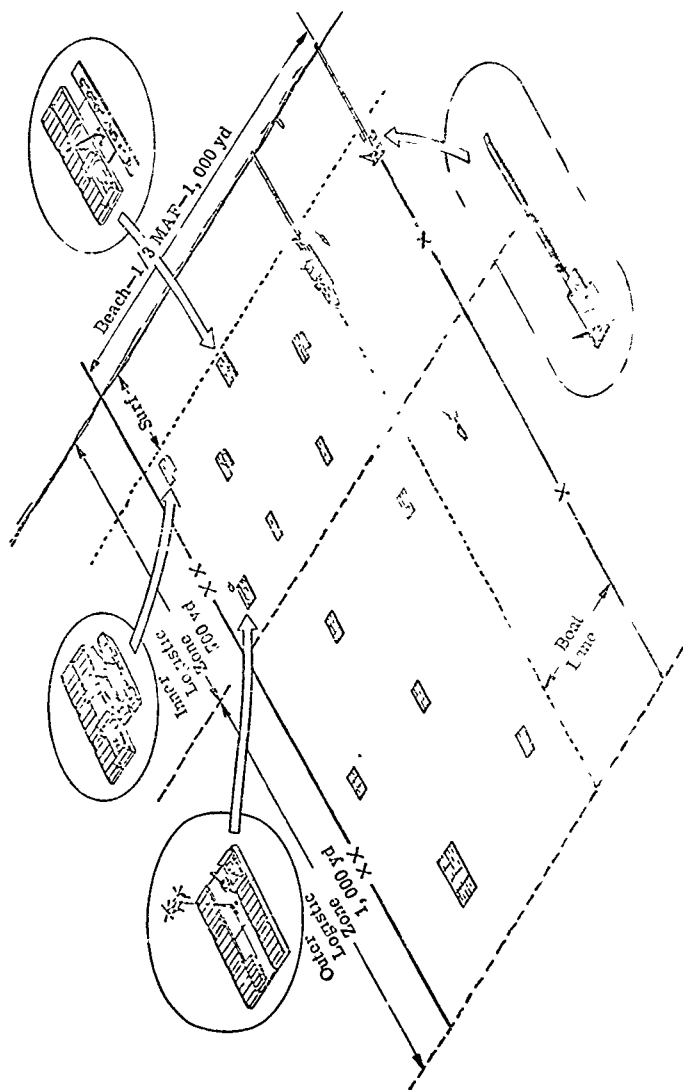 Beach—1/3 MAF—1,000 yd
Surf
Inner
Logistic
Zone
700 yd
X X
Outer
Logistic
Zone
1,000 yd
X X
Boat
Lane
X
X